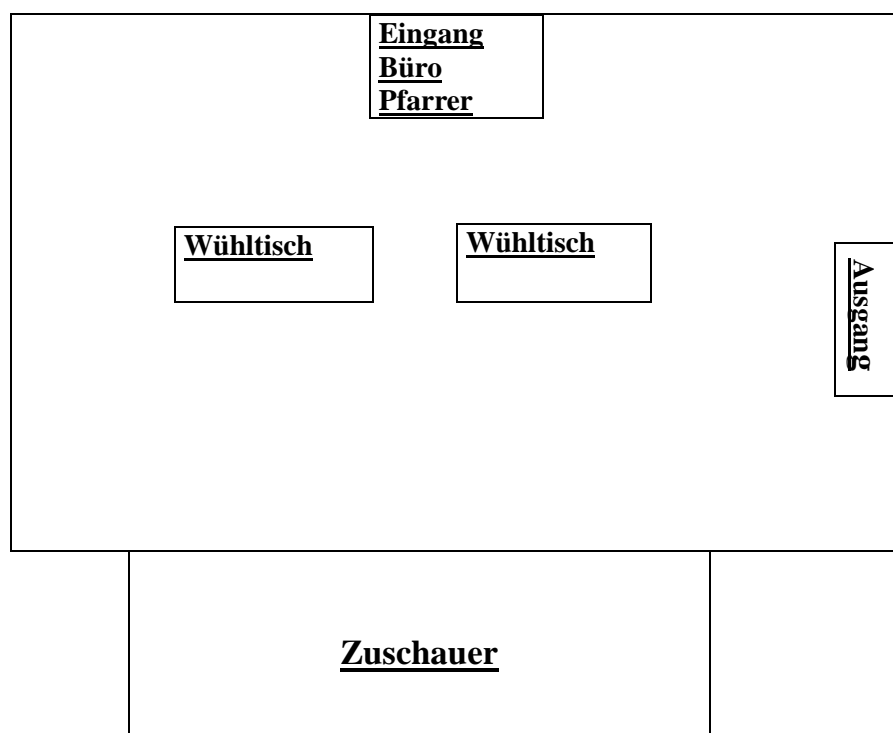 Eingang
Büro
Pfarrer
Wühltisch
Wühltisch
Ausgang
Zuschauer